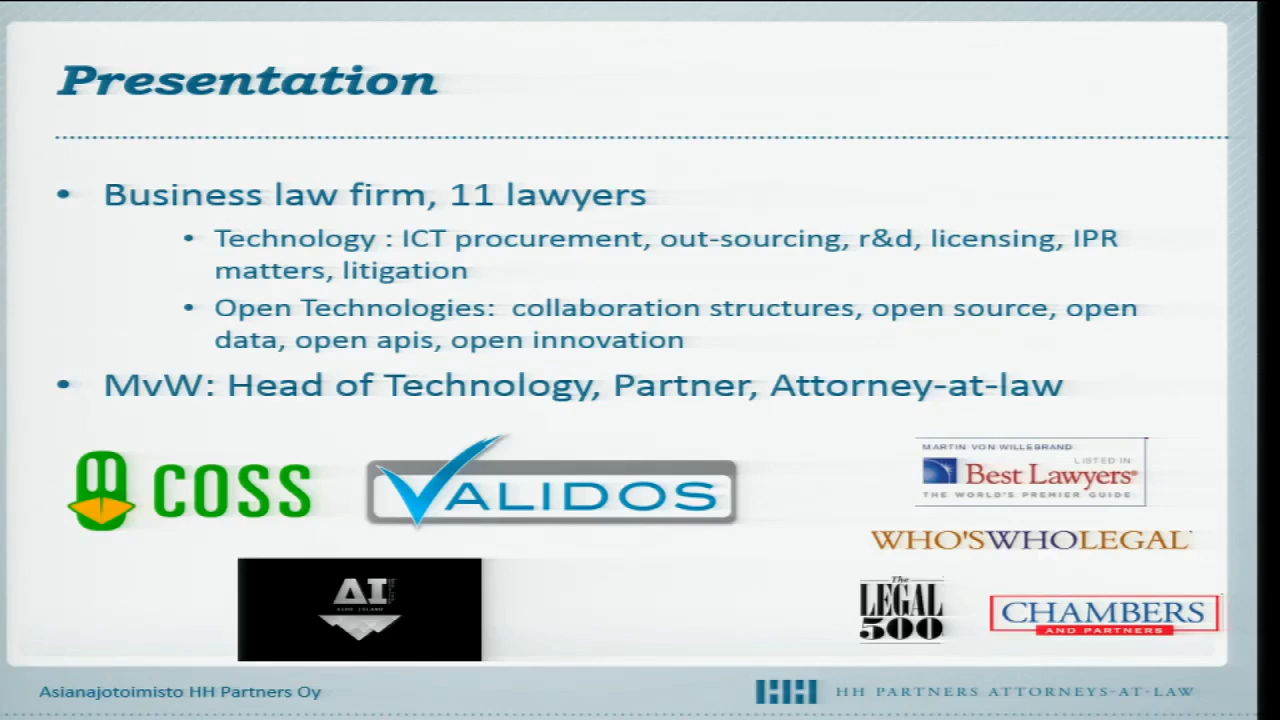 Presentation
• Business law firm, 11 lawyers
• Technology : ICT procurement, out-sourcing, r&d, licensing, IPR
matters, litigation
• Open Technologies: collaboration structures, open source, open
data, open apis, open innovation
• MvW: Head of Technology, Partner, Attorney-at-law
COSS
VALIDOS
MARTIN VON WILLEBRAND
LISTED IN
Best Lawyers
THE WORLD'S PREMIER GUIDE
WHO'SWHOLEGAL
AI
The
LEGAL
500
CHAMBERS
AND PARTNERS
Asianajotoimisto HH Partners Oy
HH HH PARTNERS ATTORNEYS-AT-LAW